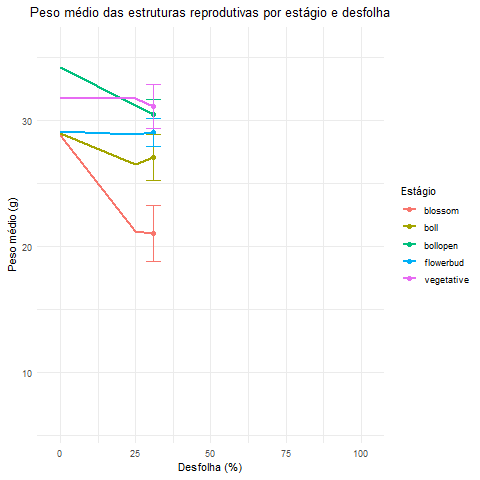 Peso médio das estruturas reprodutivas por estágio e desfolha
Peso médio (g)
30
20
10
0
25
50
75
100
Desfolha (%)
Estágio
blossom
boll
bollopen
flowerbud
vegetative